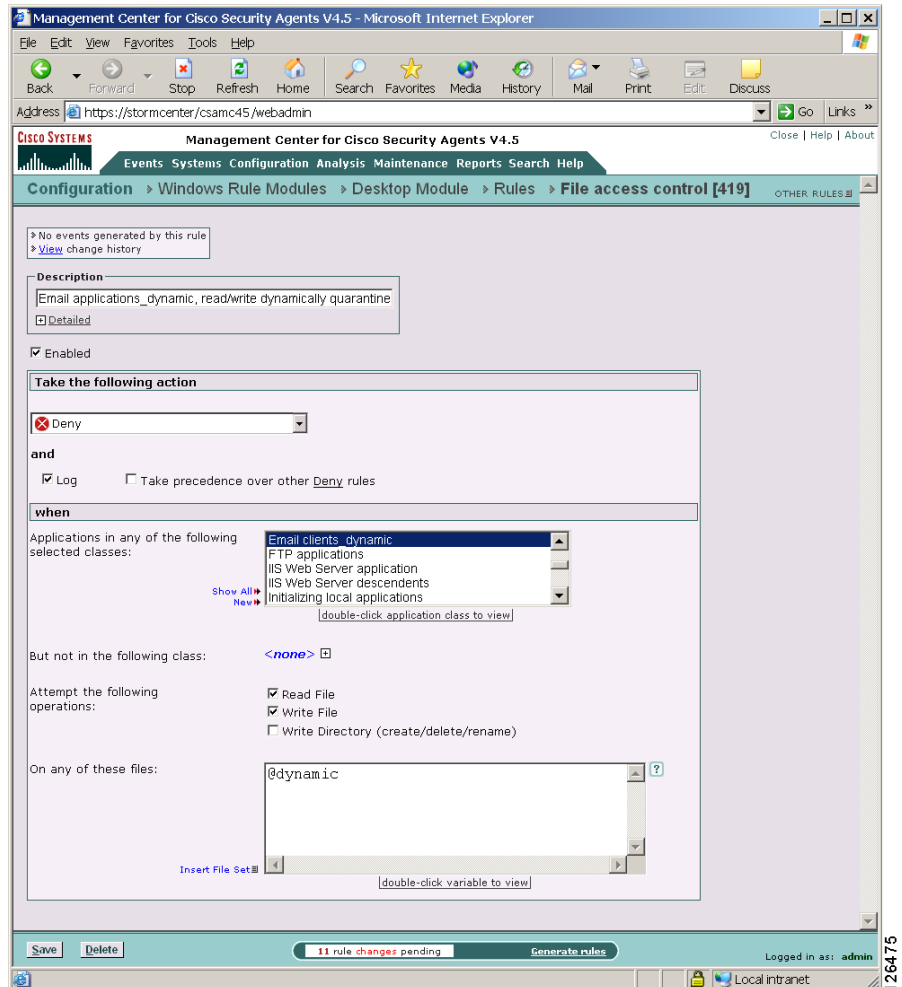 Management Center for Cisco Security Agents V4.5 - Microsoft Internet Explorer
File Edit View Favorites Tools Help
Back Forward Stop Refresh Home Search Favorites Media History Mail Print Edit Discuss
Address https://stormcenter/csamc45/webadmin Go Links »
CISCO SYSTEMS
Management Center for Cisco Security Agents V4.5
Close | Help | About
Events Systems Configuration Analysis Maintenance Reports Search Help
Configuration > Windows Rule Modules > Desktop Module > Rules > File access control [419] OTHER RULES
No events generated by this rule
View change history
Description
Email applications_dynamic, read/write dynamically quarantine
Detailed
Enabled
Take the following action
Deny
and
Log Take precedence over other Deny rules
when
Applications in any of the following
selected classes:
Email clients_dynamic
FTP applications
IIS Web Server application
IIS Web Server descendents
Initializing local applications
Show All
New
double-click application class to view
But not in the following class: <none>
Attempt the following
operations:
Read File
Write File
Write Directory (create/delete/rename)
On any of these files:
@dynamic
?
Insert File Set
double-click variable to view
Save Delete 11 rule changes pending Generate rules Logged in as: admin
Local intranet
126475